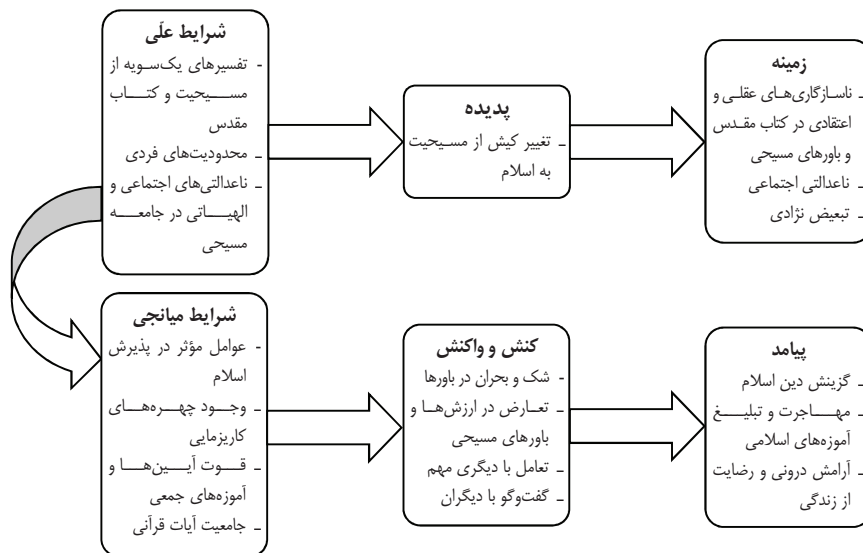 شرایط علّی
- تفسیرهای یک‌سویه از
مسیحیت و کتاب
مقدس
- محدودیت‌های فردی
- ناعدالتی‌های اجتماعی و
الهیاتی در جامعه
مسیحی
پدیده
- تغییر کیش از مسیحیت
به اسلام
زمینه
- ناسازگاری‌های عقلی و
اعتقادی در کتاب مقدس
و باورهای مسیحی
- ناعدالتی اجتماعی
- تبعیض نژادی
شرایط میانجی
- عوامل مؤثر در پذیرش
اسلام
- وجود چهره‌های
کاریزمایی
- قوت آیین‌ها و
آموزه‌های جمعی
- جامعیت آیات قرآنی
کنش و واکنش
- شک و بحران در باورها
- تعارض در ارزش‌ها و
باورهای مسیحی
- تعامل با دیگری مهم
- گفت‌وگو با دیگران
پیامد
- گزینش دین اسلام
- مهاجرت و تبلیغ
آموزه‌های اسلامی
- آرامش درونی و رضایت
از زندگی